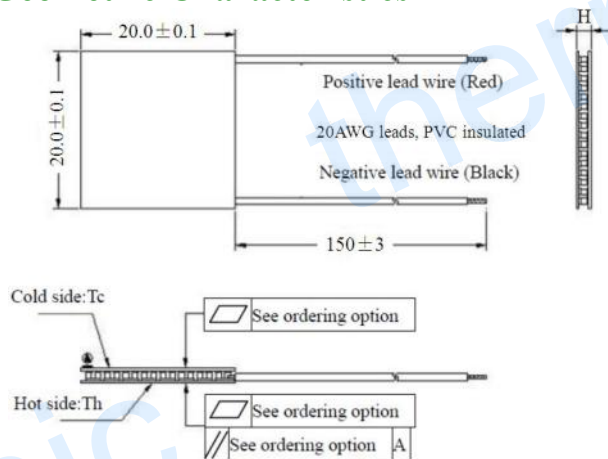 H
20.0±0.1
20.0±0.1
Positive lead wire (Red)
20AWG leads, PVC insulated
Negative lead wire (Black)
150±3
Cold side:Tc
See ordering option
Hot side:Th
See ordering option
See ordering option A